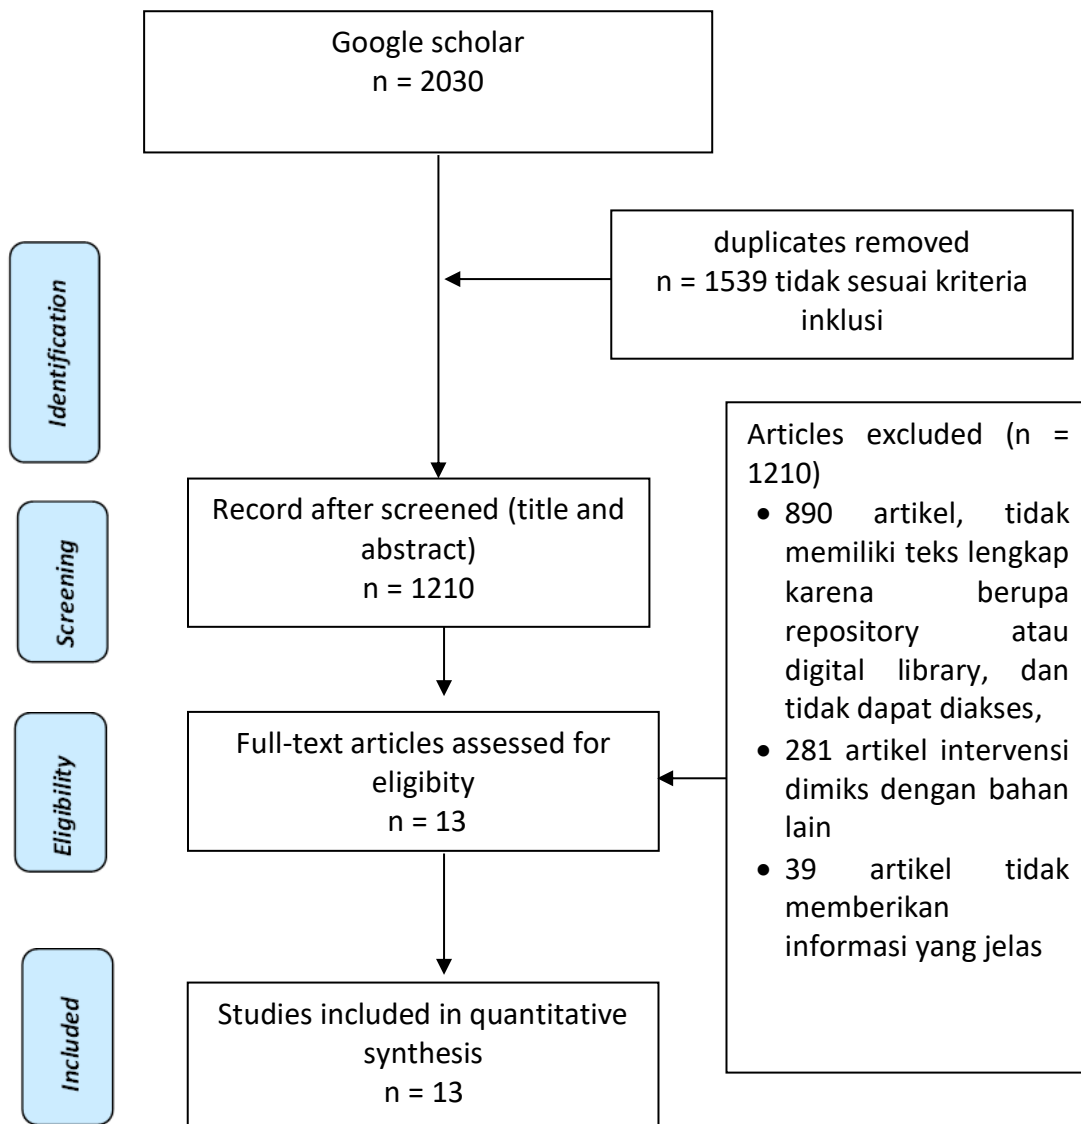 Google scholar
n = 2030
duplicates removed
n = 1539 tidak sesuai kriteria
inklusi
Identification
Articles excluded (n =
1210)
• 890 artikel, tidak
memiliki teks lengkap
karena berupa
repository atau
digital library, dan
tidak dapat diakses,
• 281 artikel intervensi
dimiks dengan bahan
lain
• 39 artikel tidak
memberikan
informasi yang jelas
Screening
Record after screened (title and
abstract)
n = 1210
Eligibility
Full-text articles assessed for
eligibity
n = 13
Included
Studies included in quantitative
synthesis
n = 13